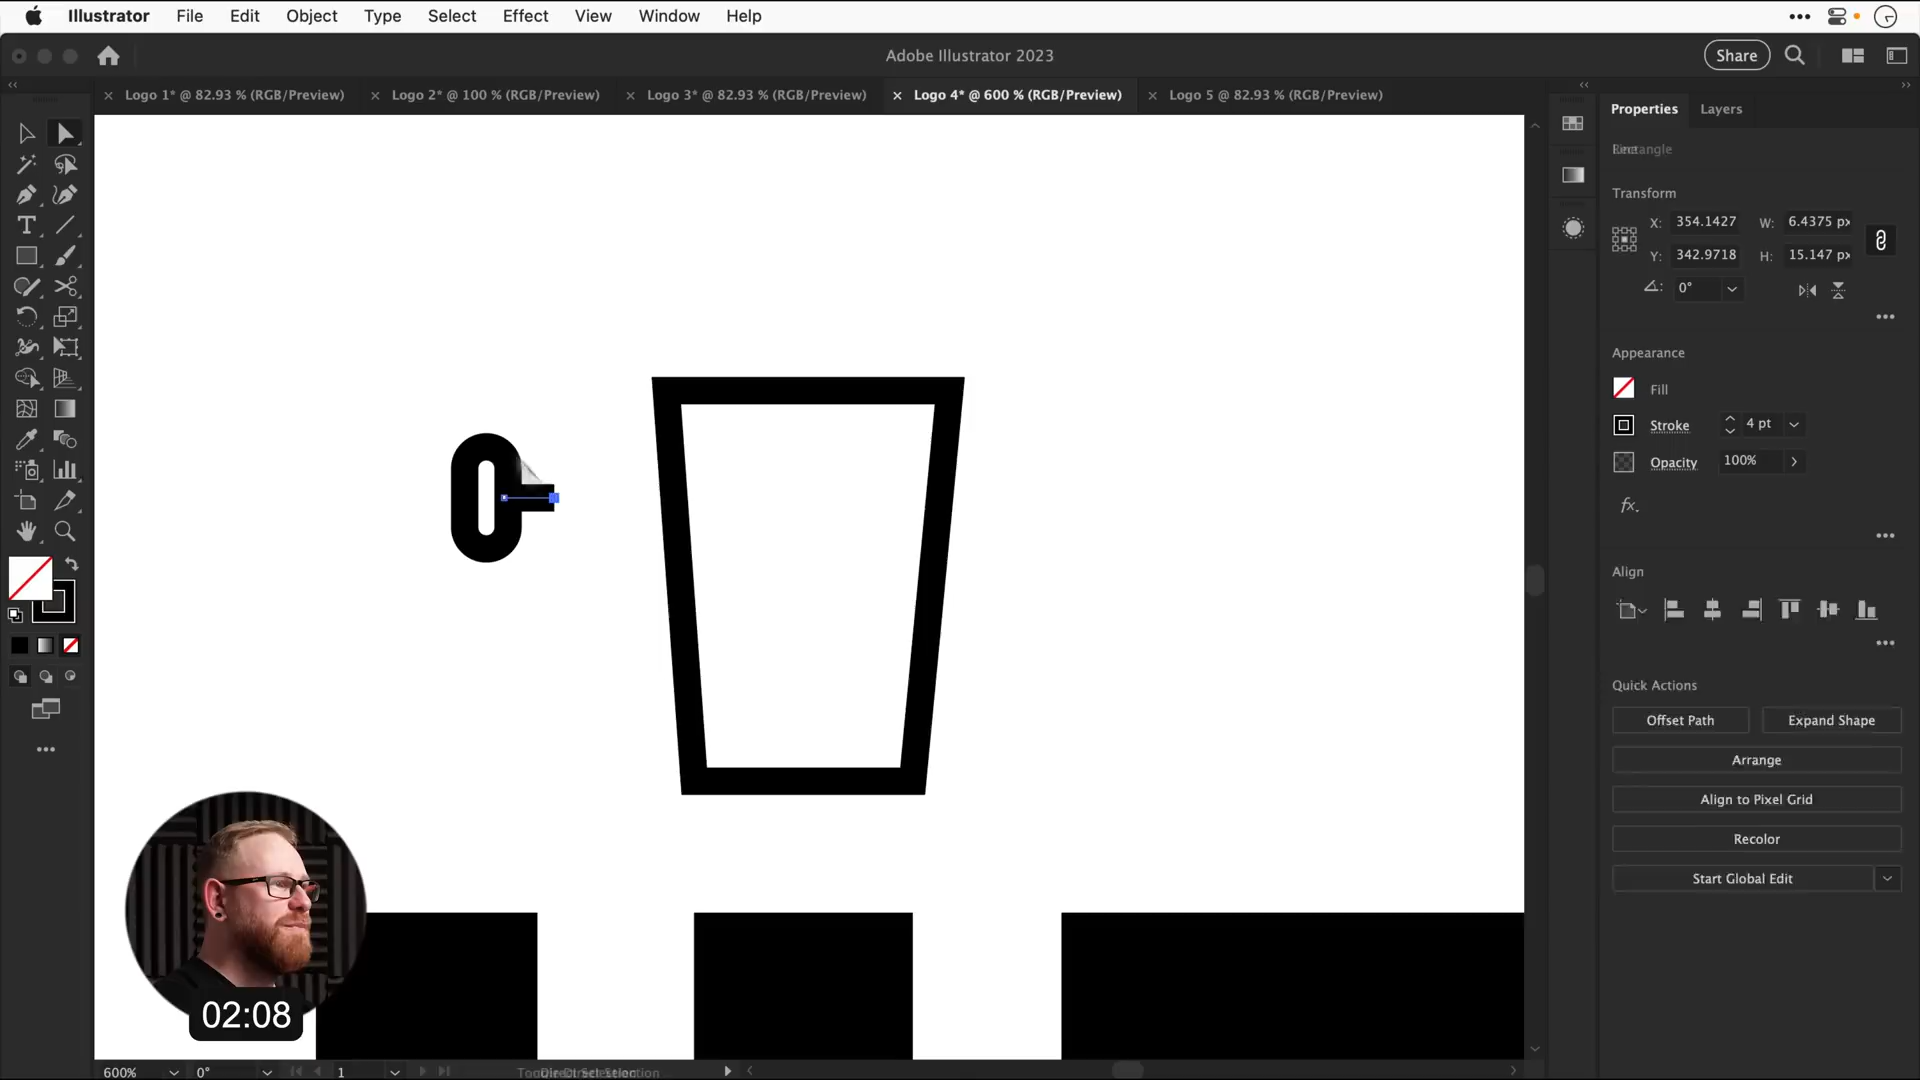 Illustrator File Edit Object Type Select Effect View Window Help
Adobe Illustrator 2023
Share
Logo 1* @ 82.93 % (RGB/Preview)
Logo 2* @ 100 % (RGB/Preview)
Logo 3* @ 82.93 % (RGB/Preview)
Logo 4* @ 600 % (RGB/Preview)
Logo 5 @ 82.93 % (RGB/Preview)
Properties Layers
Rectangle
Transform
X: 354.1427 W: 6.4375 px
Y: 342.9718 H: 15.147 px
0°
Appearance
Fill
Stroke 4 pt
Opacity 100%
fx.
Align
Quick Actions
Offset Path Expand Shape
Arrange
Align to Pixel Grid
Recolor
Start Global Edit
02:08
600% 0° 1